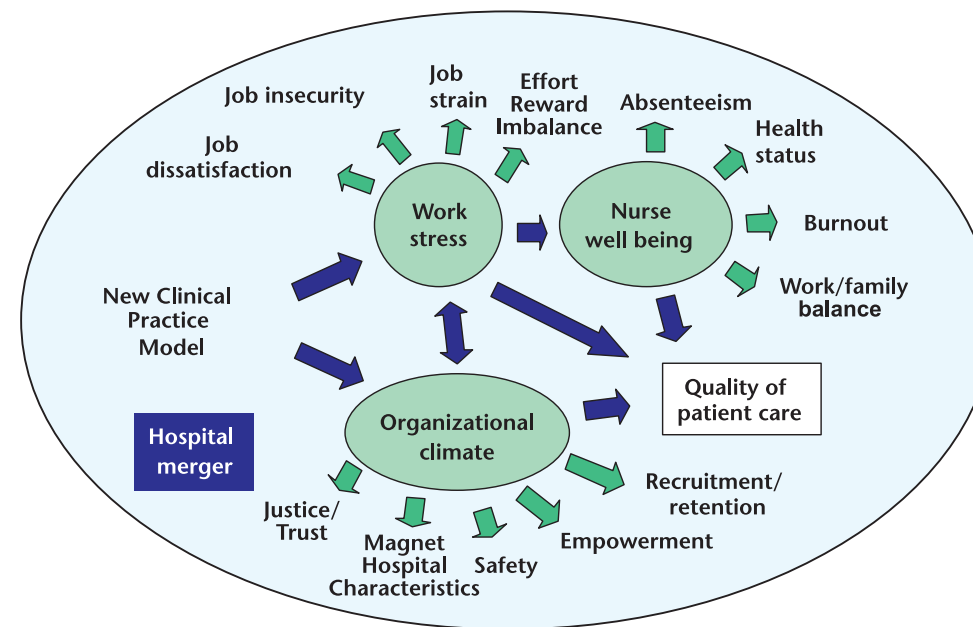 Job insecurity
Job
strain
Effort
Reward
Imbalance
Absenteeism
Health
status
Job
dissatisfaction
Work
stress
Nurse
well being
Burnout
New Clinical
Practice
Model
Work/family
balance
Quality of
patient care
Organizational
climate
Hospital
merger
Recruitment/
retention
Justice/
Trust
Magnet
Hospital
Characteristics
Safety
Empowerment